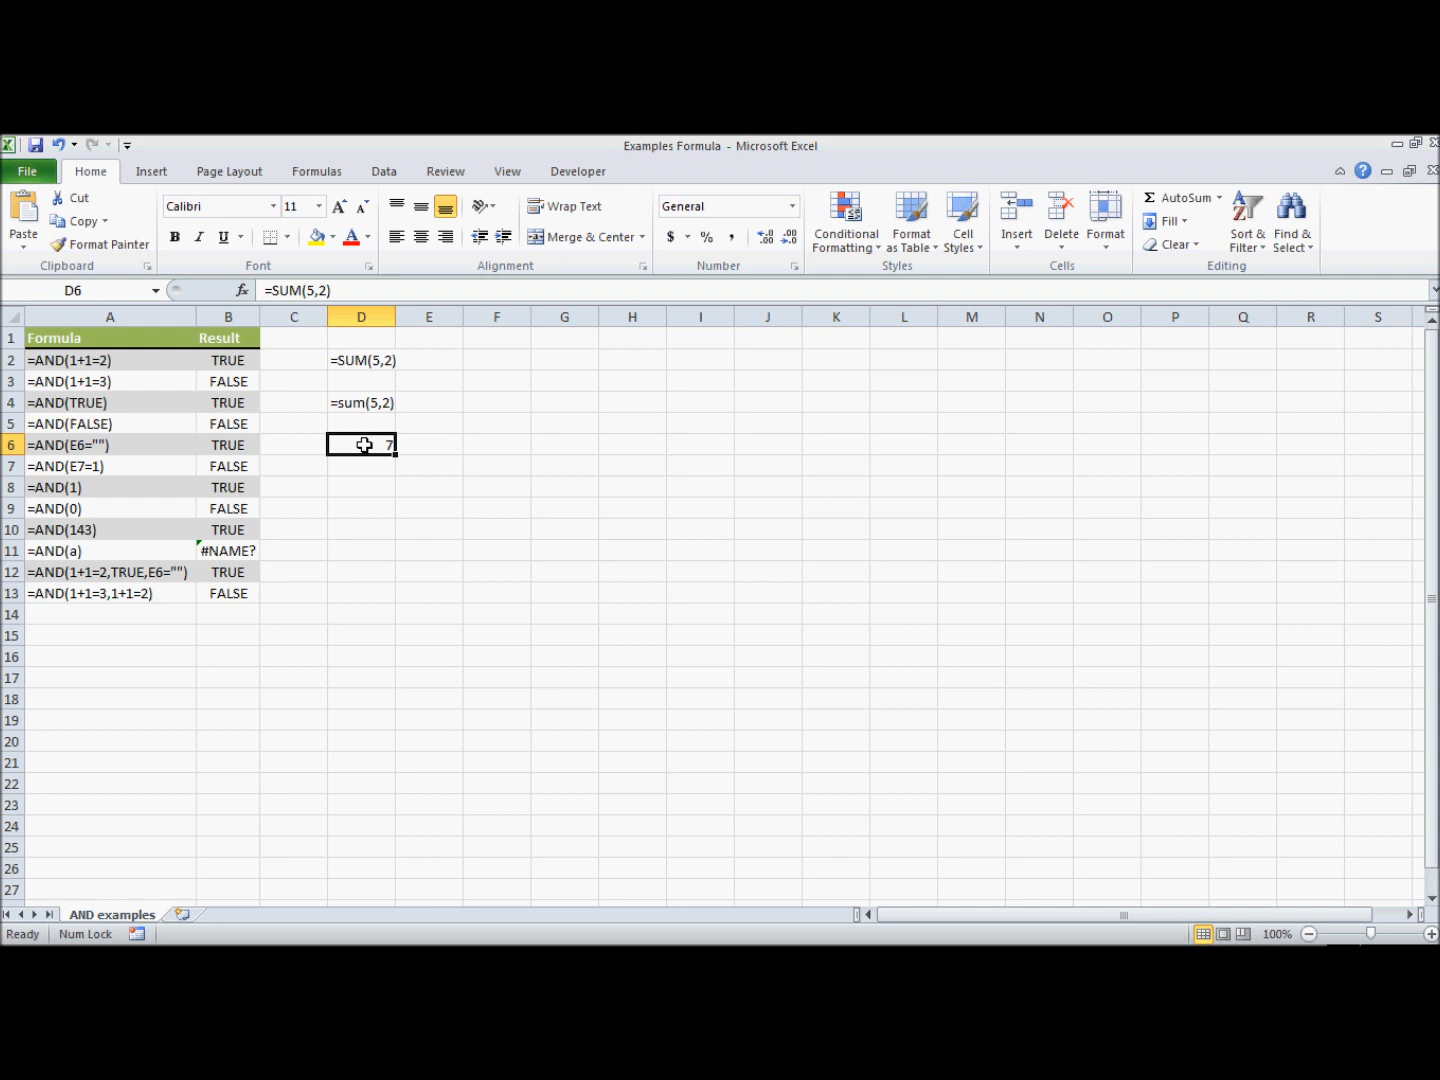 Examples Formula - Microsoft Excel
File Home Insert Page Layout Formulas Data Review View Developer
Paste Cut Copy Format Painter Clipboard
Calibri 11 B I U Font
Wrap Text Merge & Center Alignment
General $ % , Number
Conditional Formatting Format as Table Cell Styles Styles
Insert Delete Format Cells
Σ AutoSum Fill Clear Sort & Filter Find & Select Editing
D6 fx =SUM(5,2)
A B C D E F G H I J K L M N O P Q R S
1 Formula Result
2 =AND(1+1=2) TRUE =SUM(5,2)
3 =AND(1+1=3) FALSE
4 =AND(TRUE) TRUE =sum(5,2)
5 =AND(FALSE) FALSE
6 =AND(E6="") TRUE 7
7 =AND(E7=1) FALSE
8 =AND(1) TRUE
9 =AND(0) FALSE
10 =AND(143) TRUE
11 =AND(a) #NAME?
12 =AND(1+1=2,TRUE,E6="") TRUE
13 =AND(1+1=3,1+1=2) FALSE
14
15
16
17
18
19
20
21
22
23
24
25
26
27
AND examples
Ready Num Lock 100%